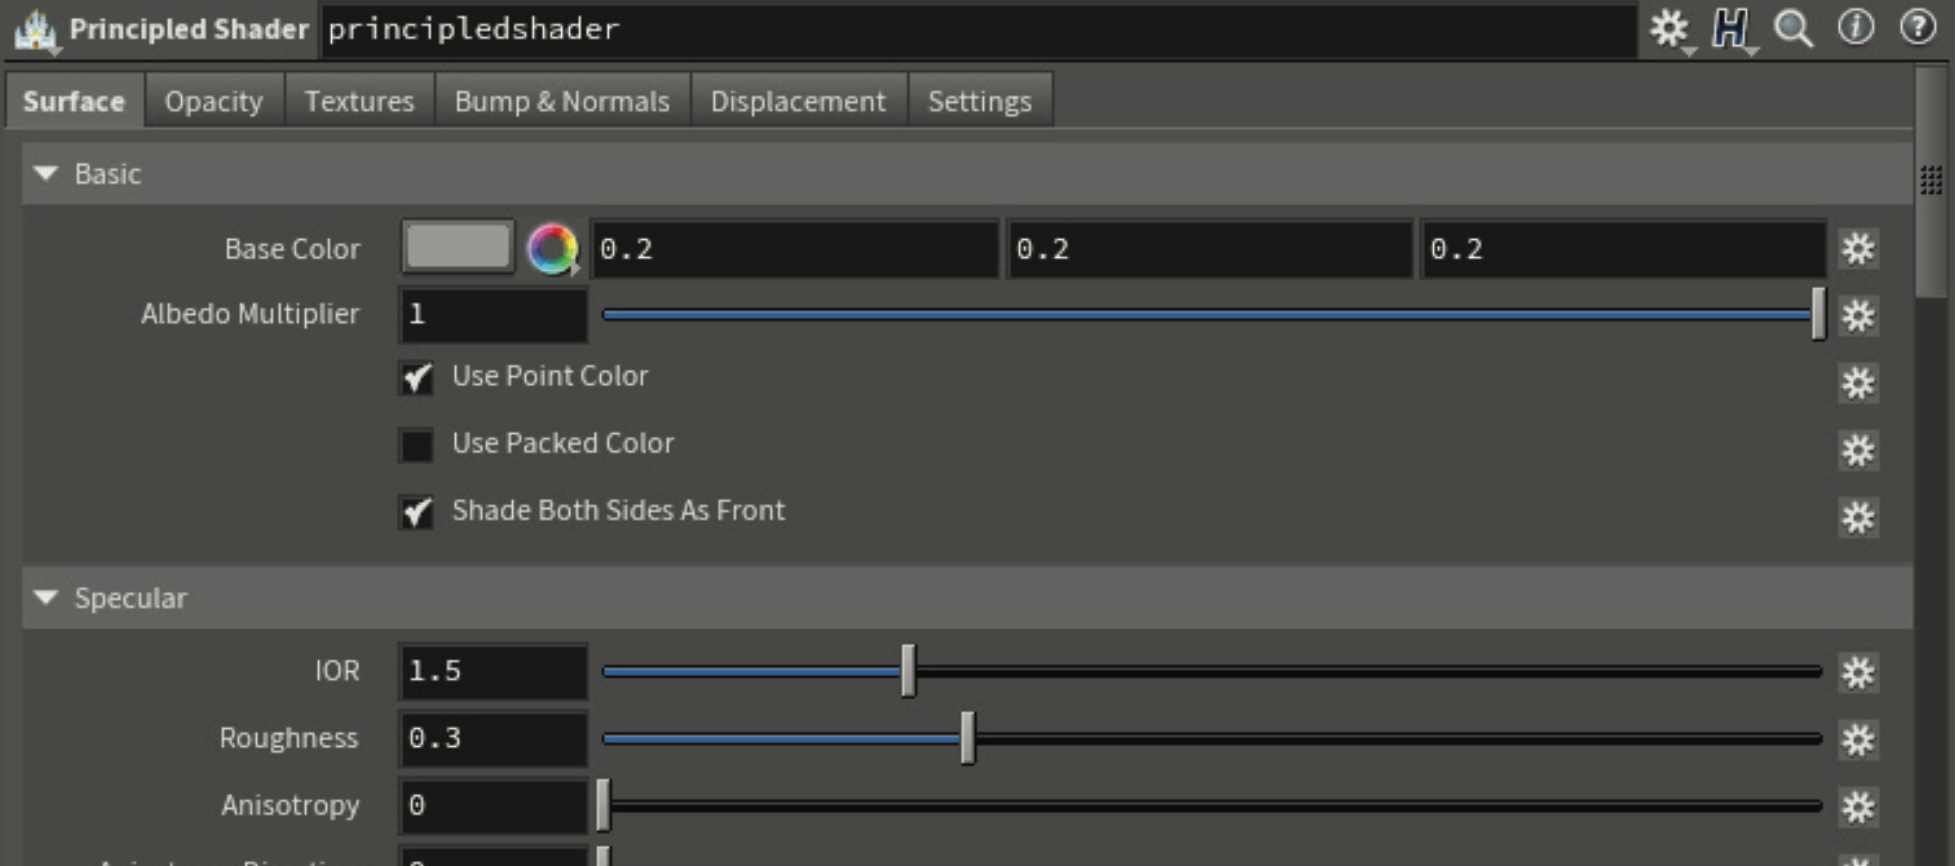 Principled Shader principledshader
Surface Opacity Textures Bump & Normals Displacement Settings
Basic
Base Color 0.2 0.2 0.2
Albedo Multiplier 1
Use Point Color
Use Packed Color
Shade Both Sides As Front
Specular
IOR 1.5
Roughness 0.3
Anisotropy 0